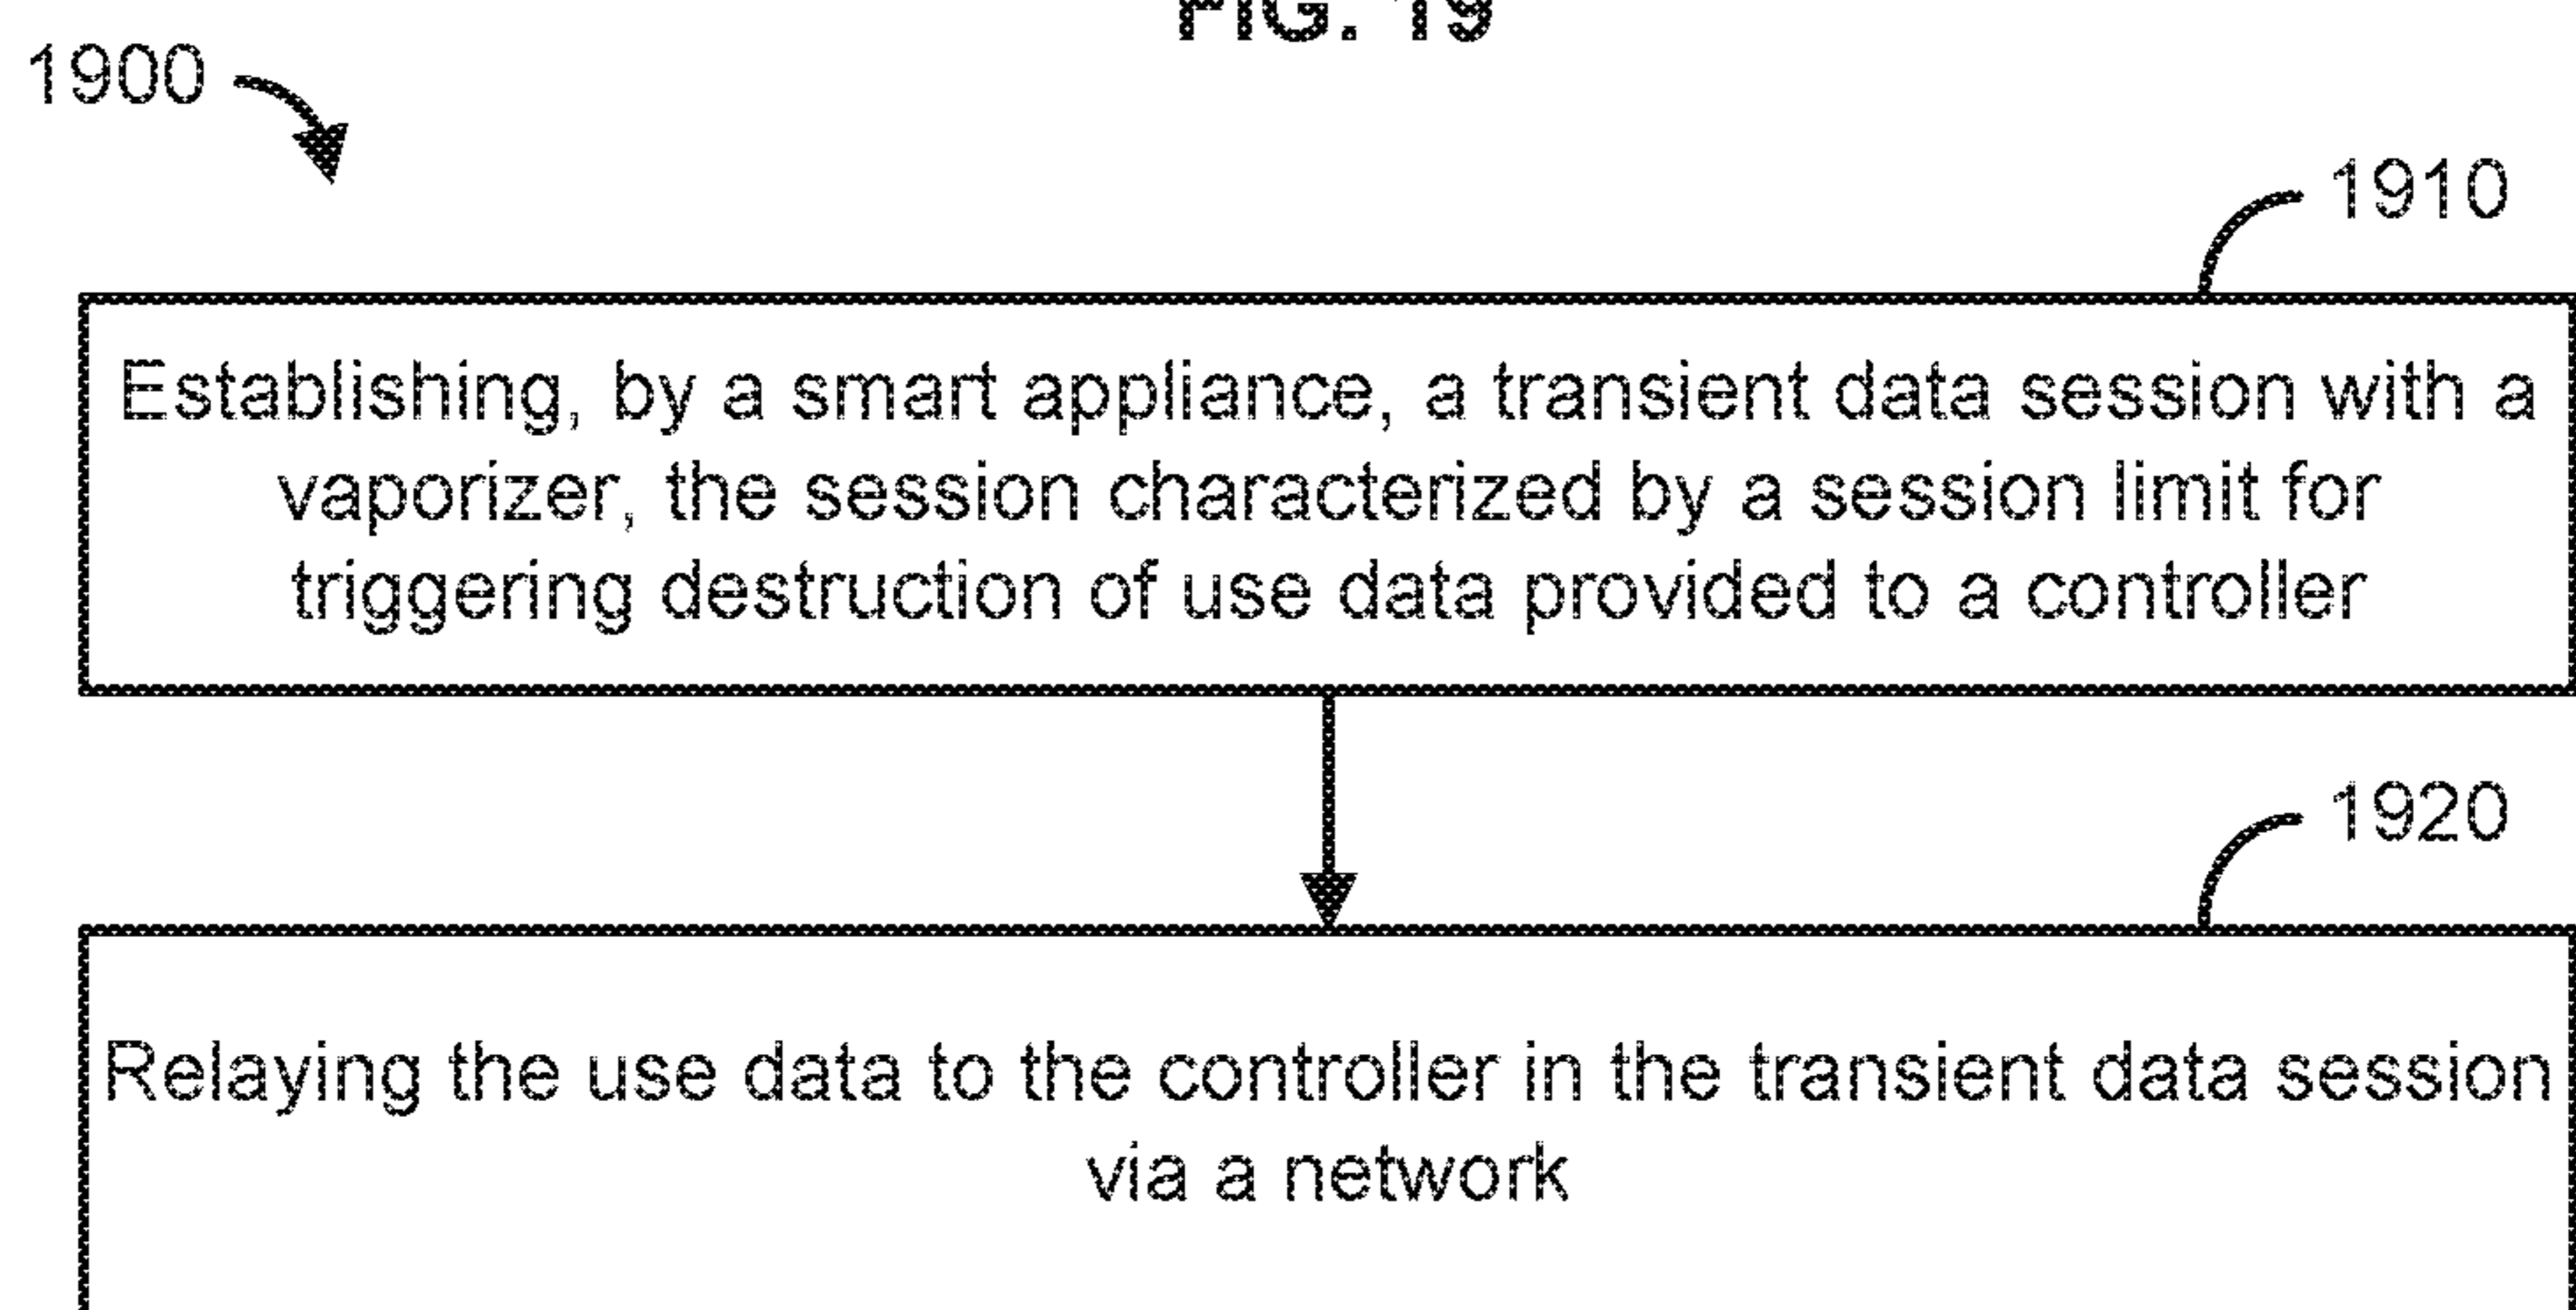 FIG. 19
1900
1910
Establishing, by a smart appliance, a transient data session with a
vaporizer, the session characterized by a session limit for
triggering destruction of use data provided to a controller
1920
Relaying the use data to the controller in the transient data session
via a network